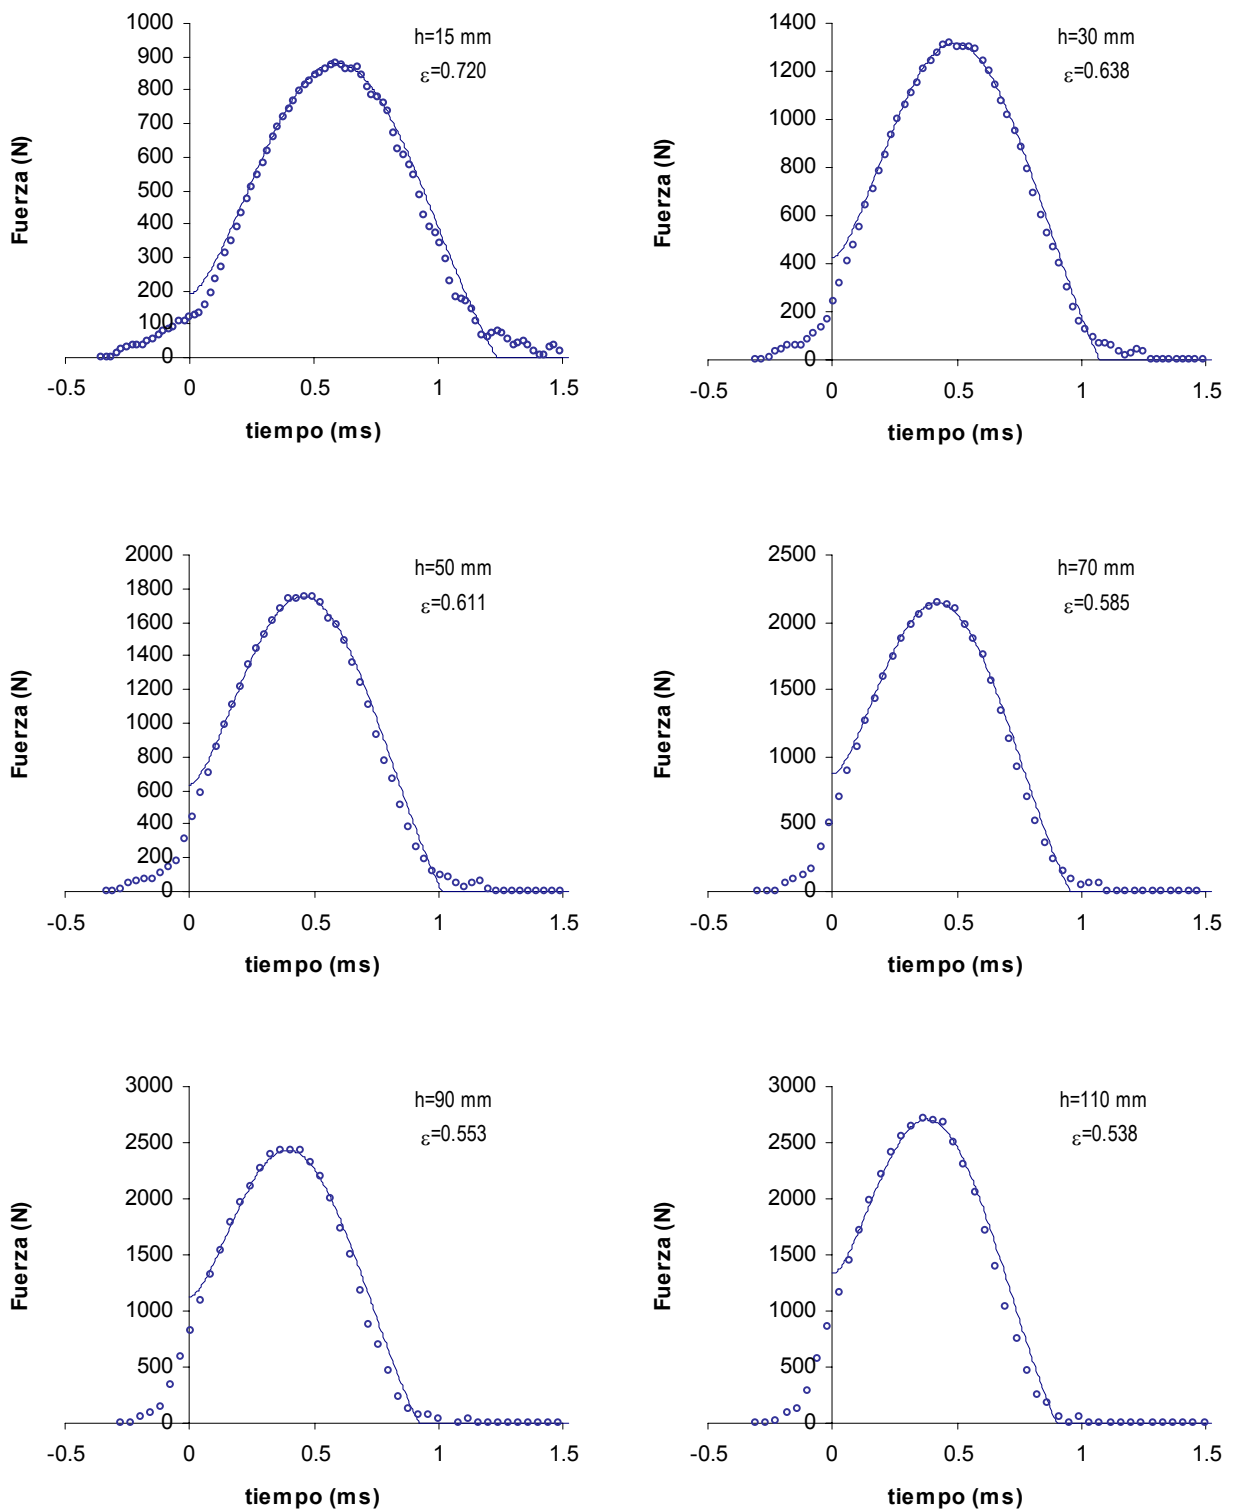 h=15 mm
ε=0.720
1000
900
800
700
600
500
400
300
200
100
0
-0.5 0 0.5 1 1.5
Fuerza (N)
tiempo (ms)
h=30 mm
ε=0.638
1400
1200
1000
800
600
400
200
0
-0.5 0 0.5 1 1.5
Fuerza (N)
tiempo (ms)
h=50 mm
ε=0.611
2000
1800
1600
1400
1200
1000
800
600
400
200
0
-0.5 0 0.5 1 1.5
Fuerza (N)
tiempo (ms)
h=70 mm
ε=0.585
2500
2000
1500
1000
500
0
-0.5 0 0.5 1 1.5
Fuerza (N)
tiempo (ms)
h=90 mm
ε=0.553
3000
2500
2000
1500
1000
500
0
-0.5 0 0.5 1 1.5
Fuerza (N)
tiempo (ms)
h=110 mm
ε=0.538
3000
2500
2000
1500
1000
500
0
-0.5 0 0.5 1 1.5
Fuerza (N)
tiempo (ms)